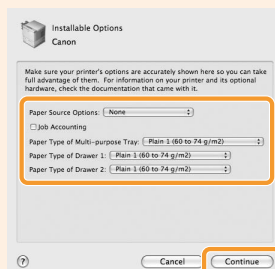 Installable Options
Canon
Make sure your printer's options are accurately shown here so you can take
full advantage of them. For information on your printer and its optional
hardware, check the documentation that came with it.
Paper Source Options: None
Job Accounting
Paper Type of Multi-purpose Tray: Plain 1 (60 to 74 g/m2)
Paper Type of Drawer 1: Plain 1 (60 to 74 g/m2)
Paper Type of Drawer 2: Plain 1 (60 to 74 g/m2)
? Cancel Continue